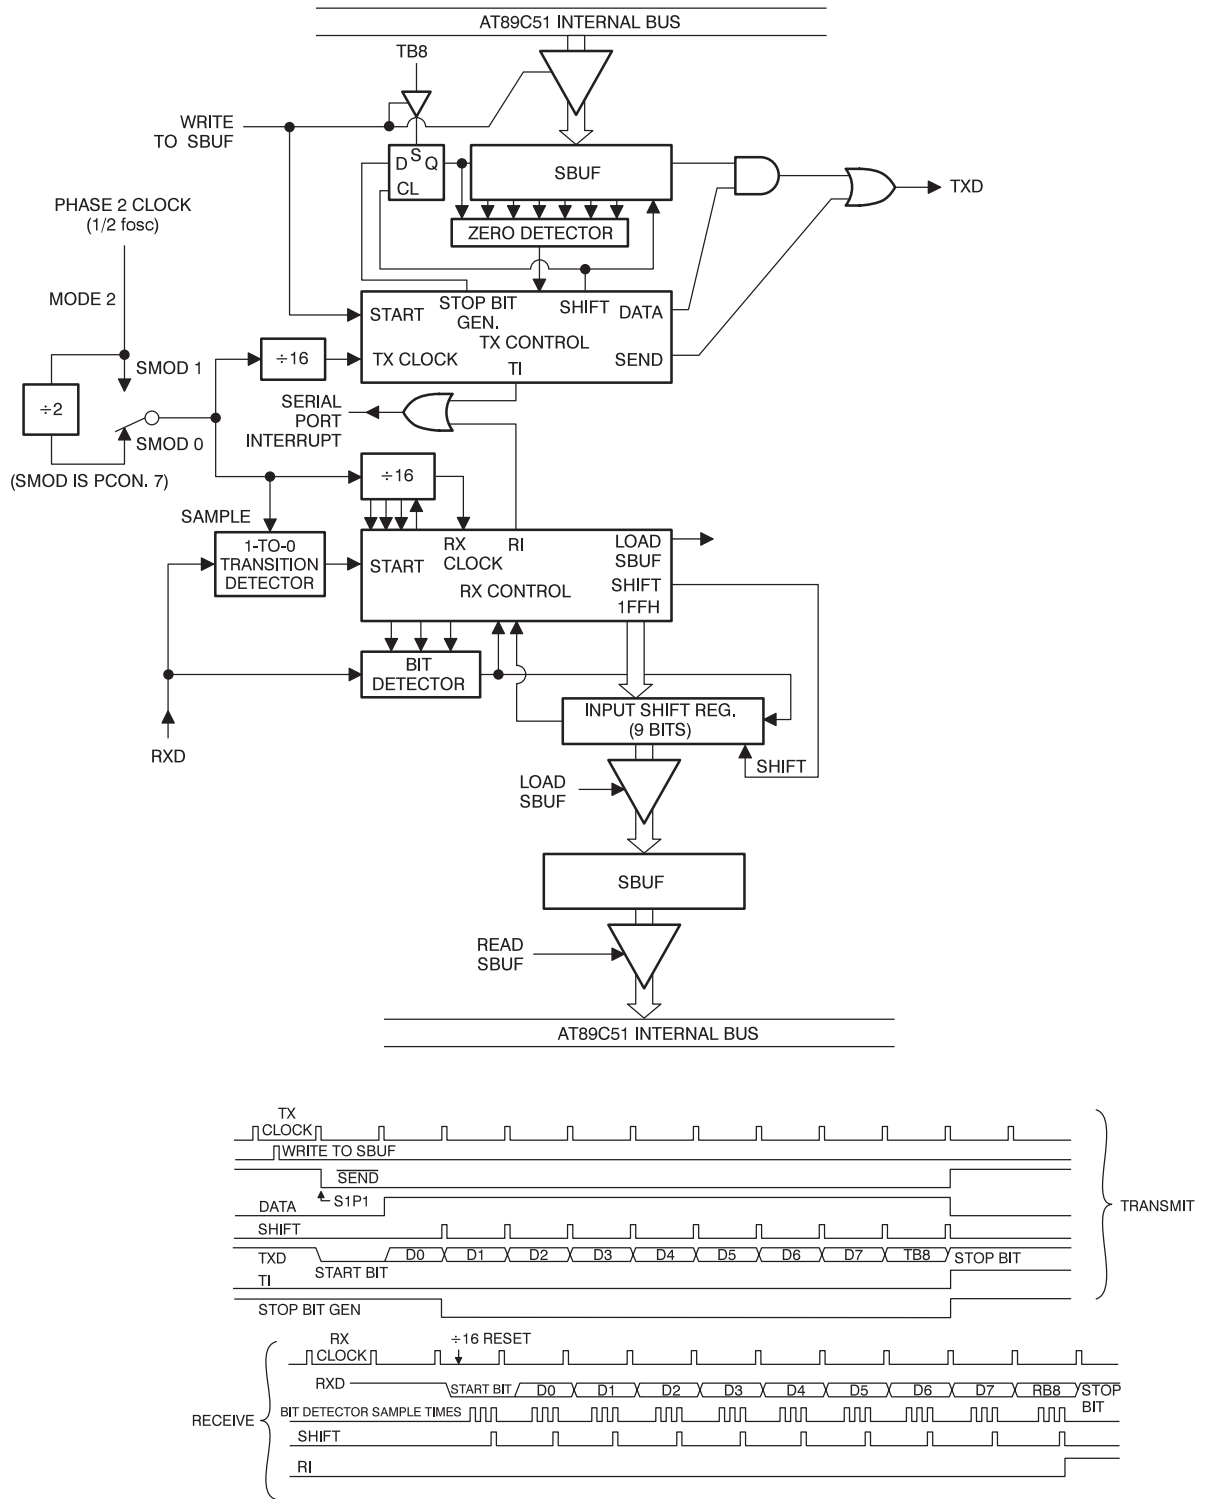 AT89C51 INTERNAL BUS
TB8
WRITE
TO SBUF
D S Q
CL
SBUF
TXD
ZERO DETECTOR
PHASE 2 CLOCK
(1/2 fosc)
MODE 2
START
STOP BIT
GEN.
SHIFT
DATA
TX CONTROL
TX CLOCK
TI
SEND
÷16
SMOD 1
÷2
SMOD 0
(SMOD IS PCON. 7)
SERIAL
PORT
INTERRUPT
÷16
SAMPLE
1-TO-0
TRANSITION
DETECTOR
START
RX
CLOCK
RI
LOAD
SBUF
SHIFT
RX CONTROL
1FFH
BIT
DETECTOR
INPUT SHIFT REG.
(9 BITS)
RXD
SHIFT
LOAD
SBUF
SBUF
READ
SBUF
AT89C51 INTERNAL BUS
TX
CLOCK
WRITE TO SBUF
SEND
S1P1
DATA
TRANSMIT
SHIFT
TXD
START BIT
D0 D1 D2 D3 D4 D5 D6 D7 TB8 STOP BIT
TI
STOP BIT GEN
RX
CLOCK
÷16 RESET
RXD
START BIT D0 D1 D2 D3 D4 D5 D6 D7 RB8 STOP
BIT
RECEIVE
BIT DETECTOR SAMPLE TIMES
SHIFT
RI